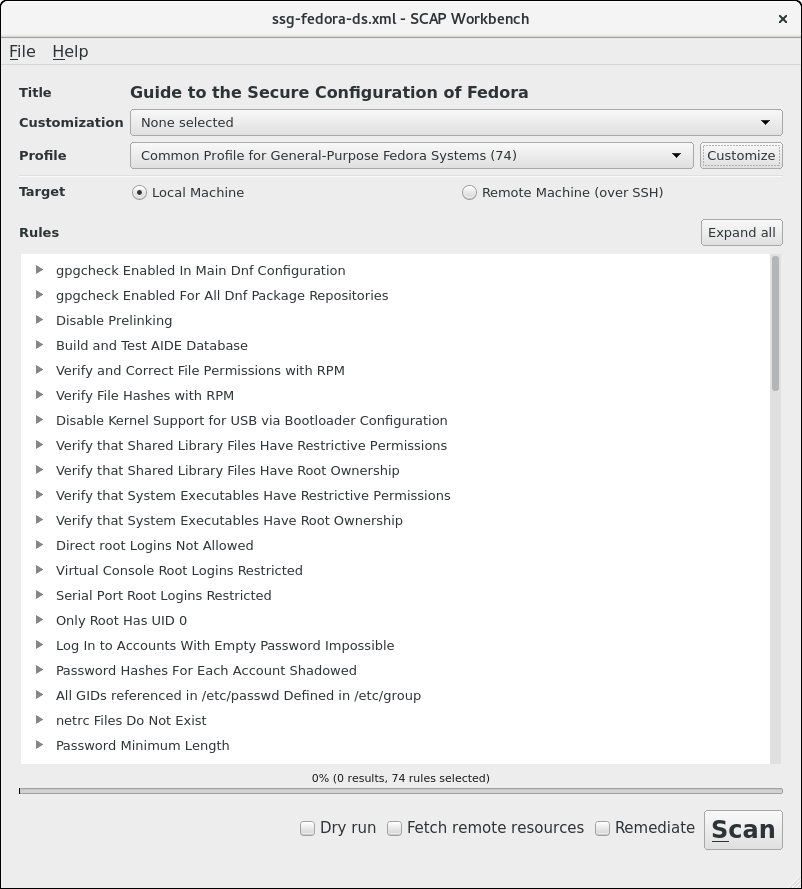 ssg-fedora-ds.xml - SCAP Workbench
File Help
Title Guide to the Secure Configuration of Fedora
Customization None selected
Profile Common Profile for General-Purpose Fedora Systems (74) Customize
Target Local Machine Remote Machine (over SSH)
Rules Expand all
gpgcheck Enabled In Main Dnf Configuration
gpgcheck Enabled For All Dnf Package Repositories
Disable Prelinking
Build and Test AIDE Database
Verify and Correct File Permissions with RPM
Verify File Hashes with RPM
Disable Kernel Support for USB via Bootloader Configuration
Verify that Shared Library Files Have Restrictive Permissions
Verify that Shared Library Files Have Root Ownership
Verify that System Executables Have Restrictive Permissions
Verify that System Executables Have Root Ownership
Direct root Logins Not Allowed
Virtual Console Root Logins Restricted
Serial Port Root Logins Restricted
Only Root Has UID 0
Log In to Accounts With Empty Password Impossible
Password Hashes For Each Account Shadowed
All GIDs referenced in /etc/passwd Defined in /etc/group
netrc Files Do Not Exist
Password Minimum Length
0% (0 results, 74 rules selected)
Dry run Fetch remote resources Remediate Scan